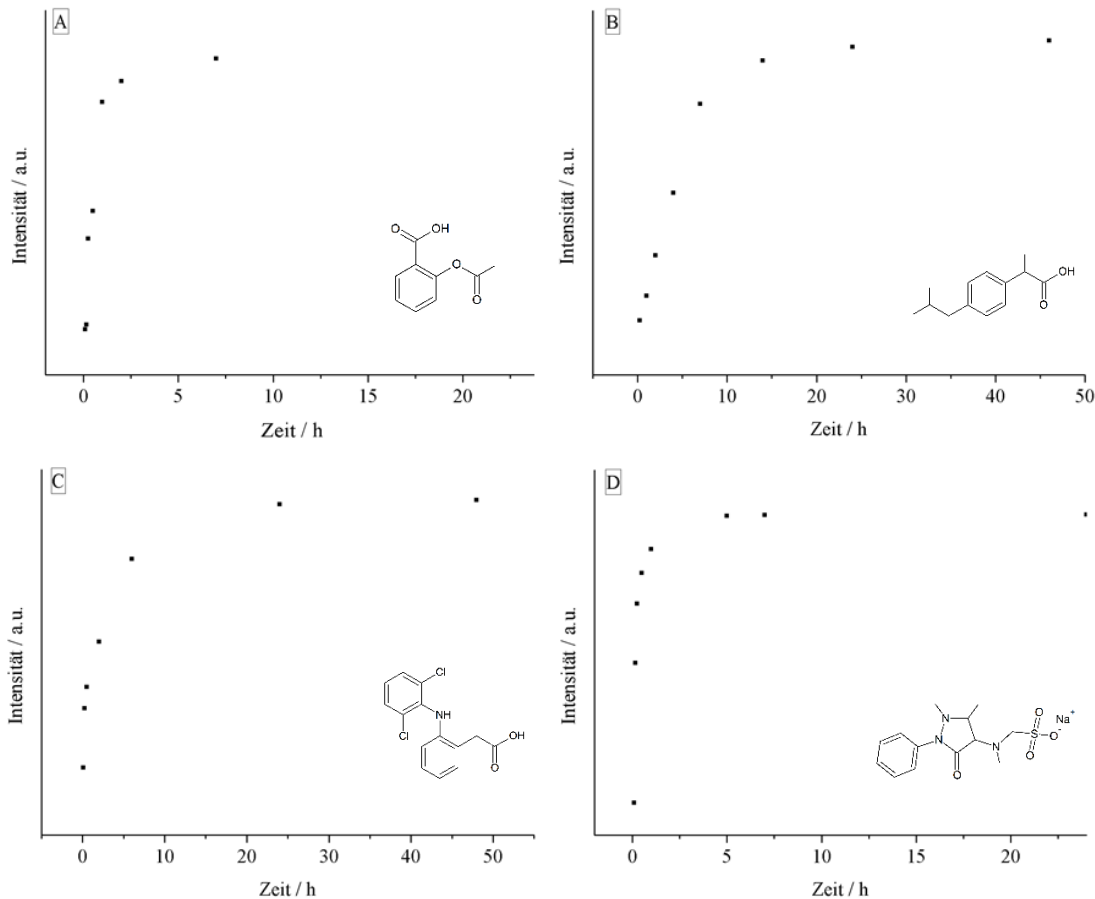 A
Intensität / a.u.
O
OH
O
O
0 5 10 15 20
Zeit / h
B
Intensität / a.u.
OH
O
0 10 20 30 40 50
Zeit / h
C
Intensität / a.u.
Cl
Cl
NH
OH
O
0 10 20 30 40 50
Zeit / h
D
Intensität / a.u.
N
N
O
N
O
S
O
O-
Na+
0 5 10 15 20
Zeit / h